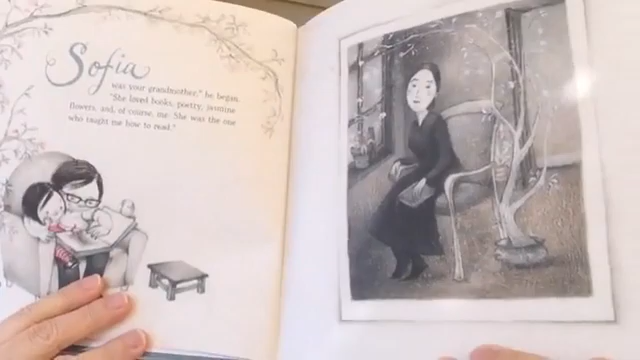 Sofia
was your grandmother," he began.
"She loved books, poetry, jasmine
flowers, and, of course, me. She was the one
who taught me how to read."